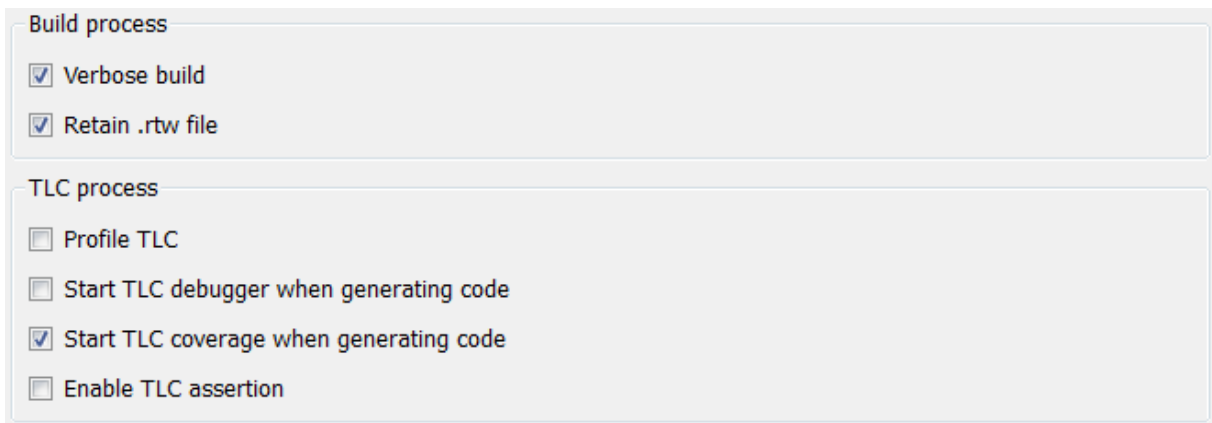 Build process
Verbose build
Retain .rtw file
TLC process
Profile TLC
Start TLC debugger when generating code
Start TLC coverage when generating code
Enable TLC assertion